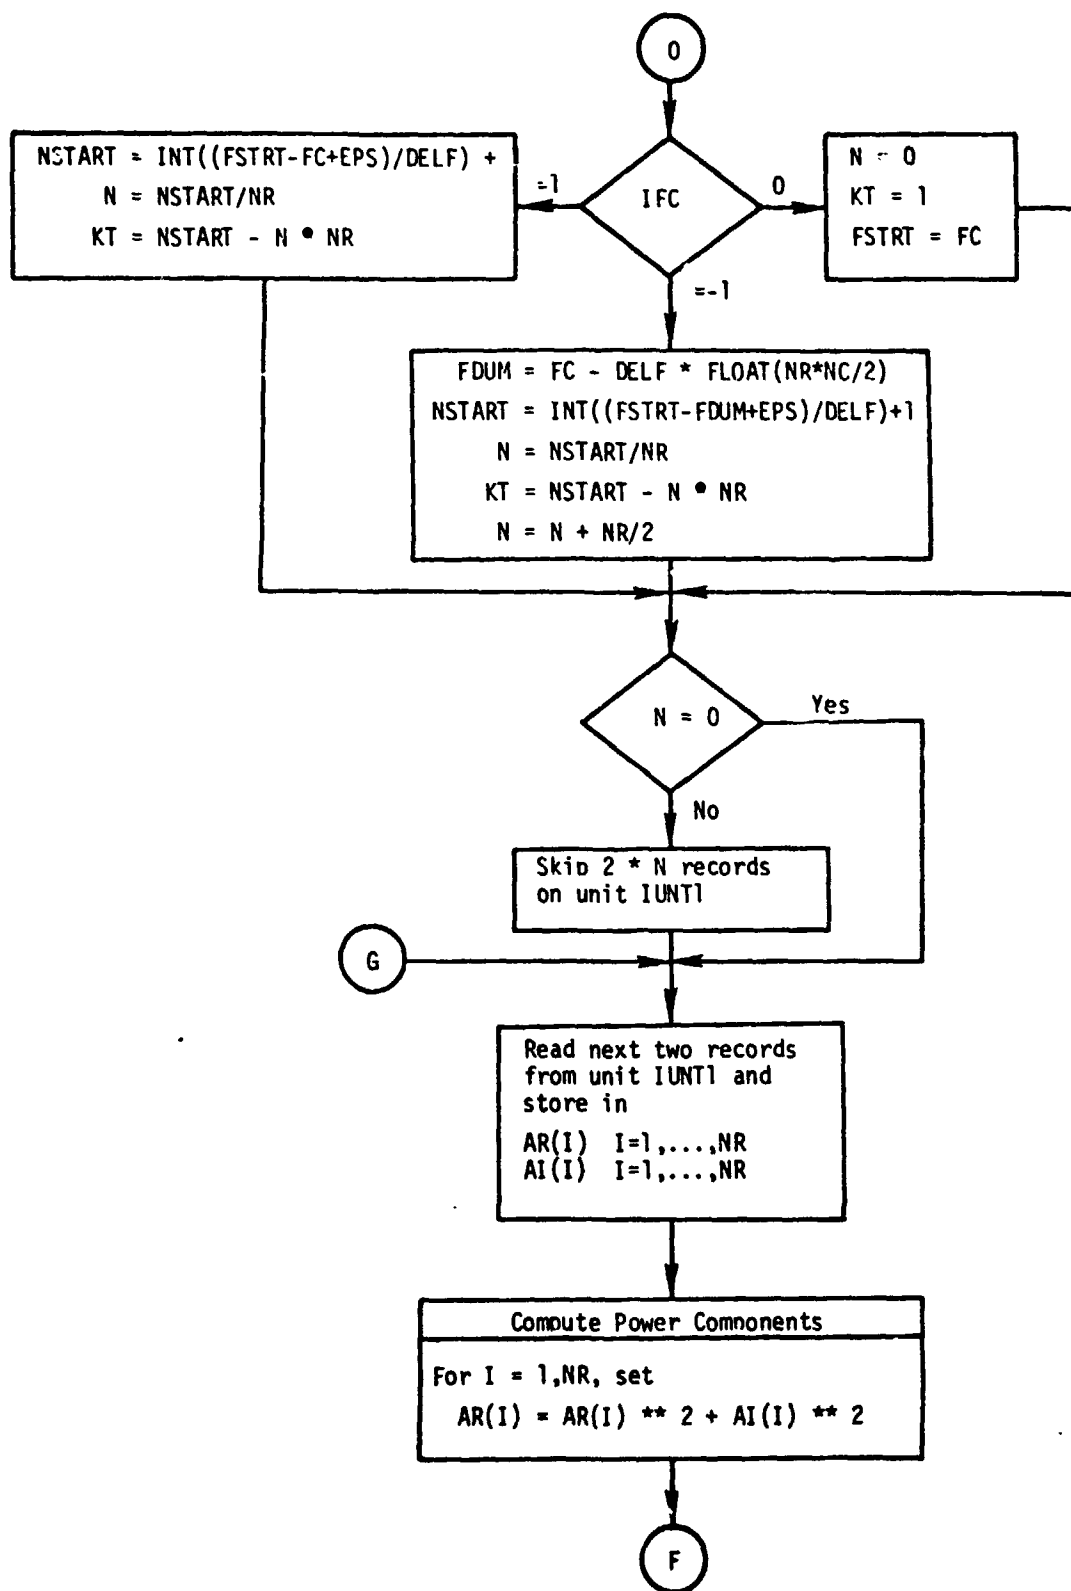 O
NSTART = INT((FSTRT-FC+EPS)/DELF) +
N = NSTART/NR
KT = NSTART - N • NR
=1
IFC
0
N = 0
KT = 1
FSTRT = FC
=-1
FDUM = FC - DELF * FLOAT(NR*NC/2)
NSTART = INT((FSTRT-FDUM+EPS)/DELF)+1
N = NSTART/NR
KT = NSTART - N • NR
N = N + NR/2
N = 0
Yes
No
Skip 2 * N records
on unit IUNT1
G
Read next two records
from unit IUNT1 and
store in
AR(I) I=1,...,NR
AI(I) I=1,...,NR
Compute Power Components
For I = 1,NR, set
AR(I) = AR(I) ** 2 + AI(I) ** 2
F